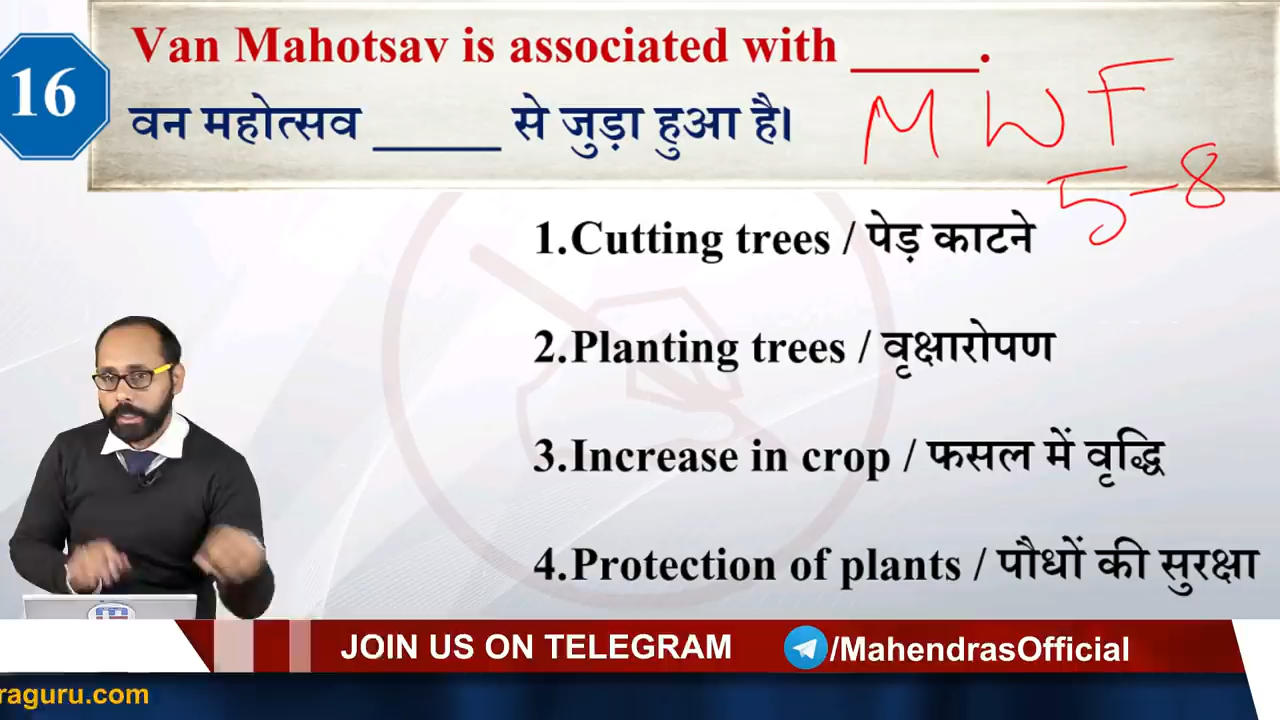 16
Van Mahotsav is associated with _____.
वन महोत्सव _____ से जुड़ा हुआ है।
M W F
5-8
1.Cutting trees / पेड़ काटने
2.Planting trees / वृक्षारोपण
3.Increase in crop / फसल में वृद्धि
4.Protection of plants / पौधों की सुरक्षा
JOIN US ON TELEGRAM /MahendrasOfficial
raguru.com